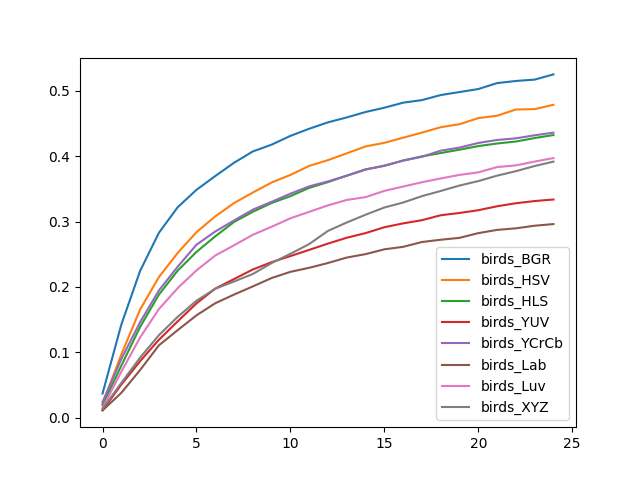 0.5
0.4
0.3
0.2
0.1
0.0
0 5 10 15 20 25
birds_BGR
birds_HSV
birds_HLS
birds_YUV
birds_YCrCb
birds_Lab
birds_Luv
birds_XYZ